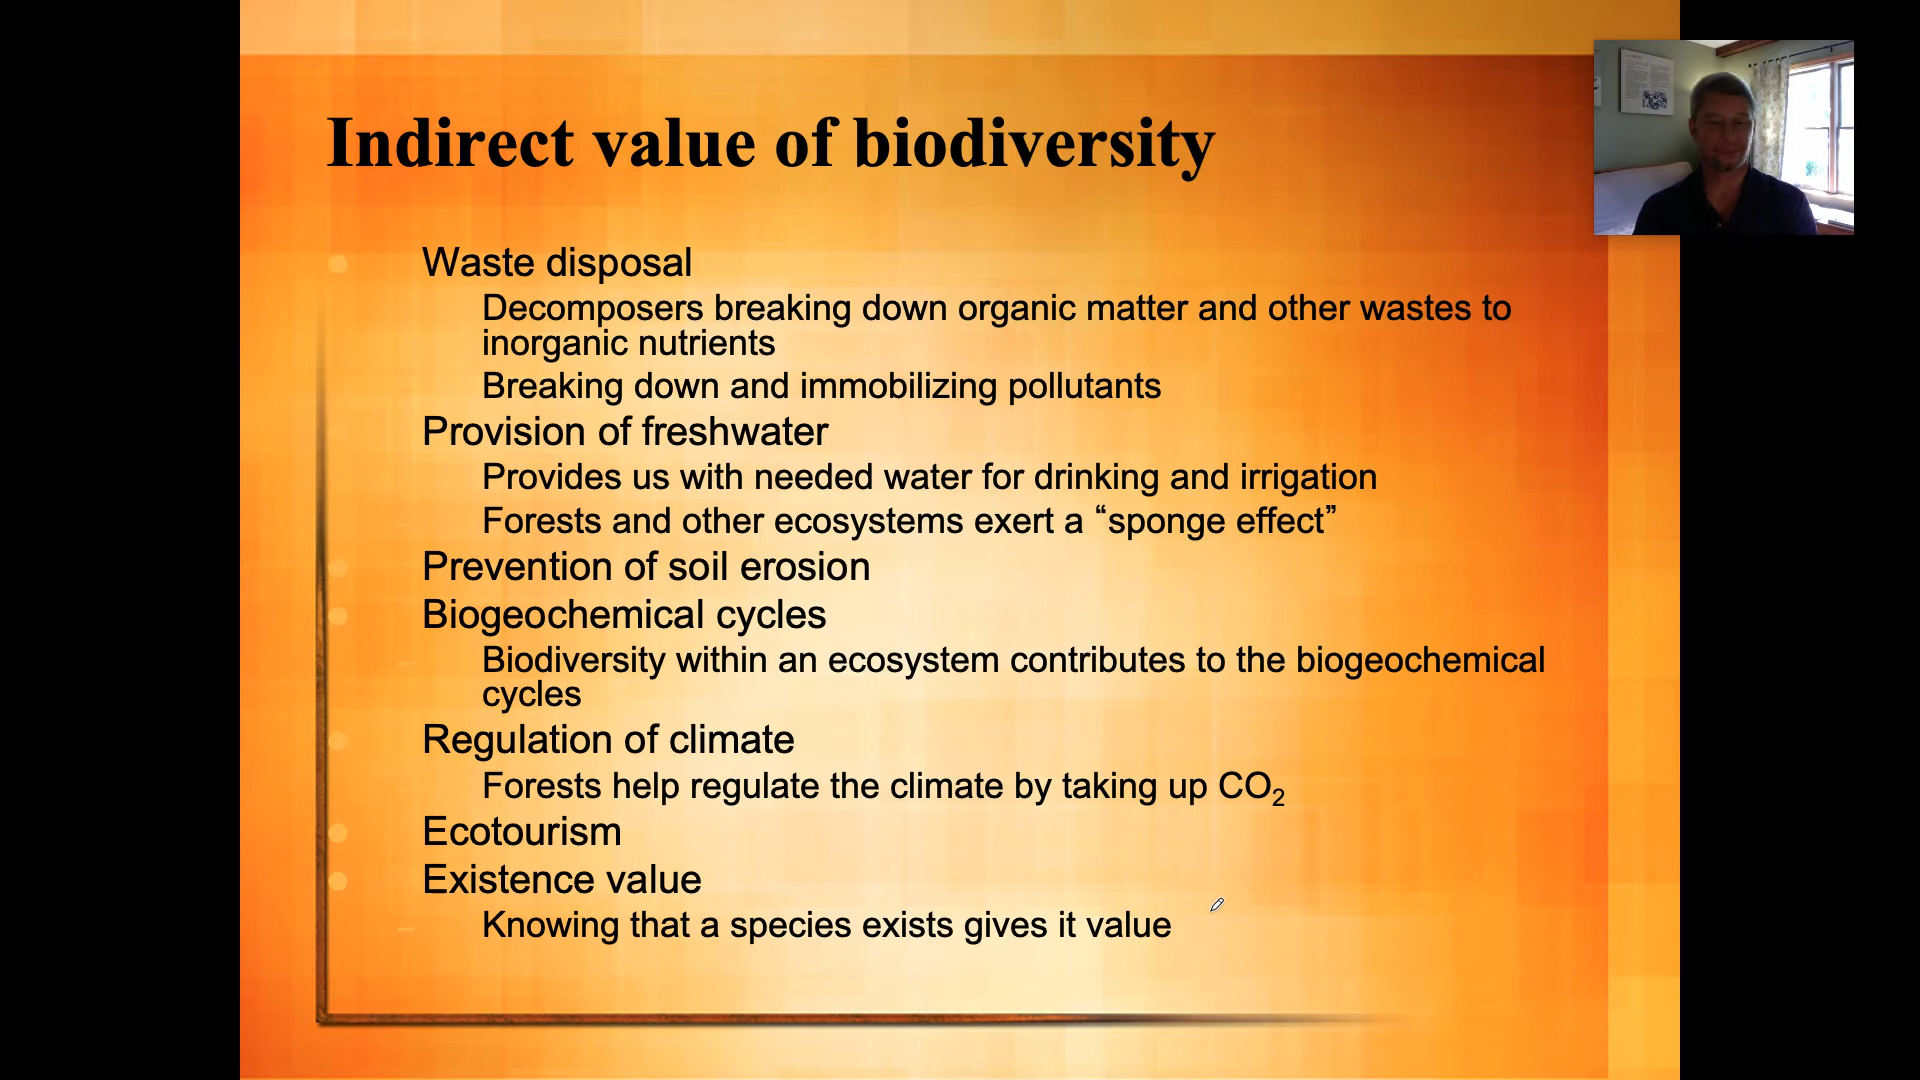 Indirect value of biodiversity
Waste disposal
Decomposers breaking down organic matter and other wastes to
inorganic nutrients
Breaking down and immobilizing pollutants
Provision of freshwater
Provides us with needed water for drinking and irrigation
Forests and other ecosystems exert a “sponge effect”
Prevention of soil erosion
Biogeochemical cycles
Biodiversity within an ecosystem contributes to the biogeochemical
cycles
Regulation of climate
Forests help regulate the climate by taking up CO₂
Ecotourism
Existence value
Knowing that a species exists gives it value